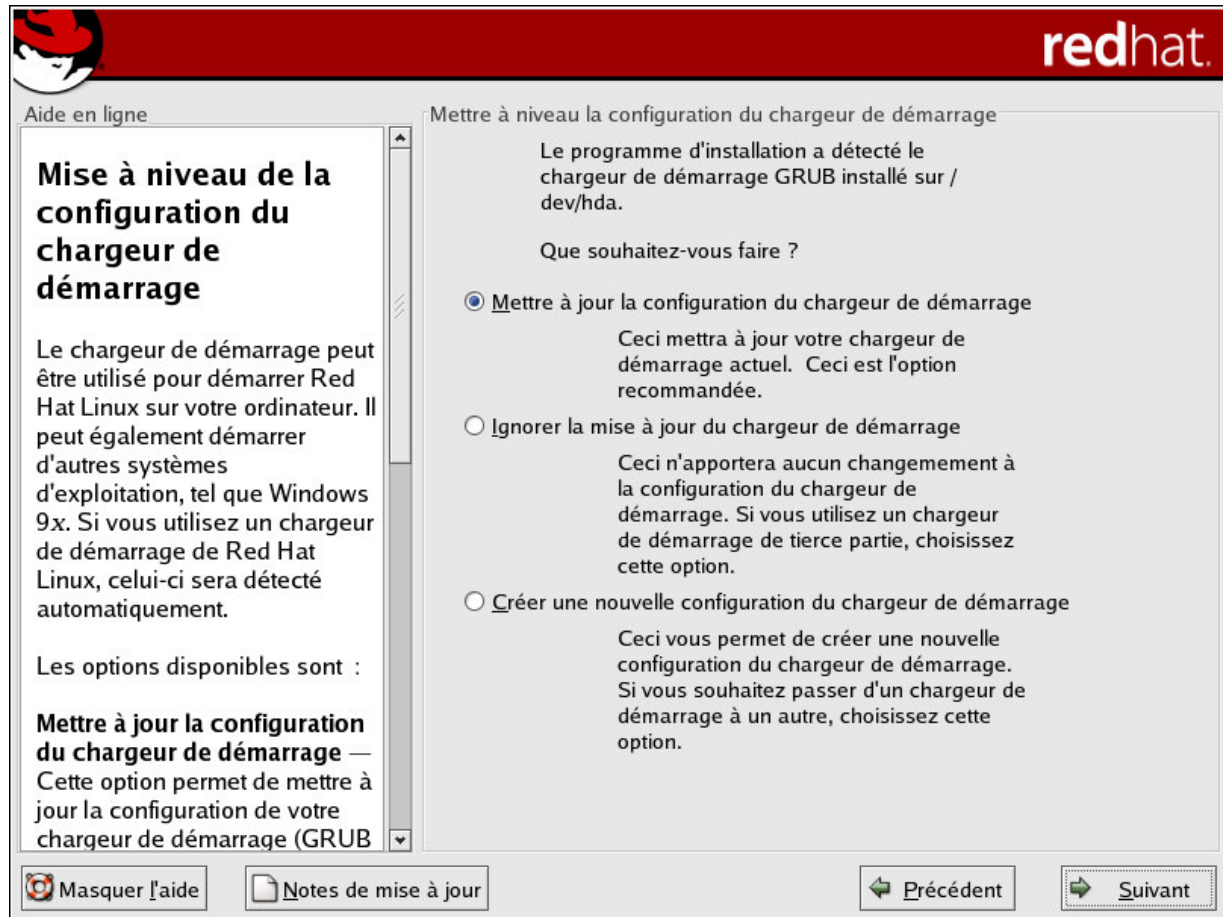 redhat.
Aide en ligne
Mise à niveau de la
configuration du
chargeur de
démarrage
Le chargeur de démarrage peut
être utilisé pour démarrer Red
Hat Linux sur votre ordinateur. Il
peut également démarrer
d'autres systèmes
d'exploitation, tel que Windows
9x. Si vous utilisez un chargeur
de démarrage de Red Hat
Linux, celui-ci sera détecté
automatiquement.
Les options disponibles sont :
Mettre à jour la configuration
du chargeur de démarrage —
Cette option permet de mettre à
jour la configuration de votre
chargeur de démarrage (GRUB
Mettre à niveau la configuration du chargeur de démarrage
Le programme d'installation a détecté le
chargeur de démarrage GRUB installé sur /
dev/hda.
Que souhaitez-vous faire ?
Mettre à jour la configuration du chargeur de démarrage
Ceci mettra à jour votre chargeur de
démarrage actuel. Ceci est l'option
recommandée.
Ignorer la mise à jour du chargeur de démarrage
Ceci n'apportera aucun changemement à
la configuration du chargeur de
démarrage. Si vous utilisez un chargeur
de démarrage de tierce partie, choisissez
cette option.
Créer une nouvelle configuration du chargeur de démarrage
Ceci vous permet de créer une nouvelle
configuration du chargeur de démarrage.
Si vous souhaitez passer d'un chargeur de
démarrage à un autre, choisissez cette
option.
Masquer l'aide
Notes de mise à jour
Précédent
Suivant